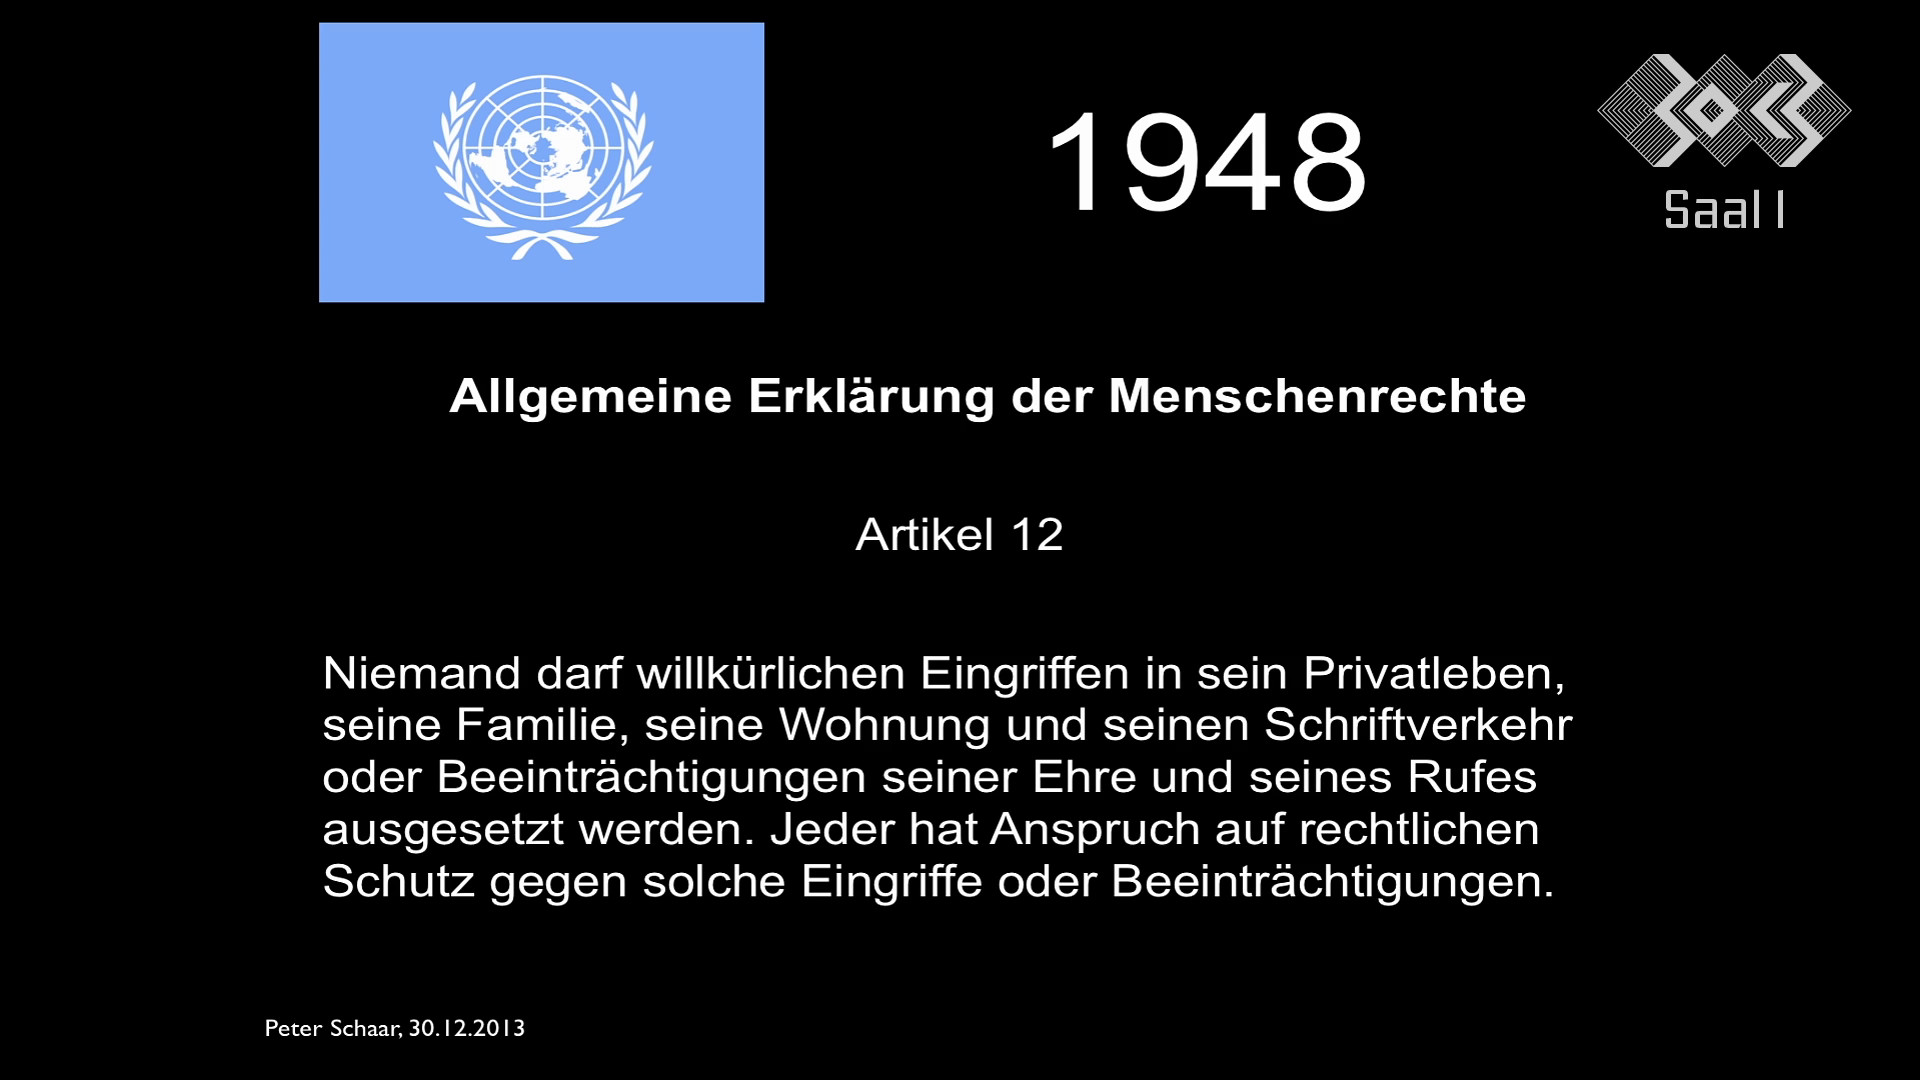 1948
30C3
Saal 1
Allgemeine Erklärung der Menschenrechte
Artikel 12
Niemand darf willkürlichen Eingriffen in sein Privatleben,
seine Familie, seine Wohnung und seinen Schriftverkehr
oder Beeinträchtigungen seiner Ehre und seines Rufes
ausgesetzt werden. Jeder hat Anspruch auf rechtlichen
Schutz gegen solche Eingriffe oder Beeinträchtigungen.
Peter Schaar, 30.12.2013